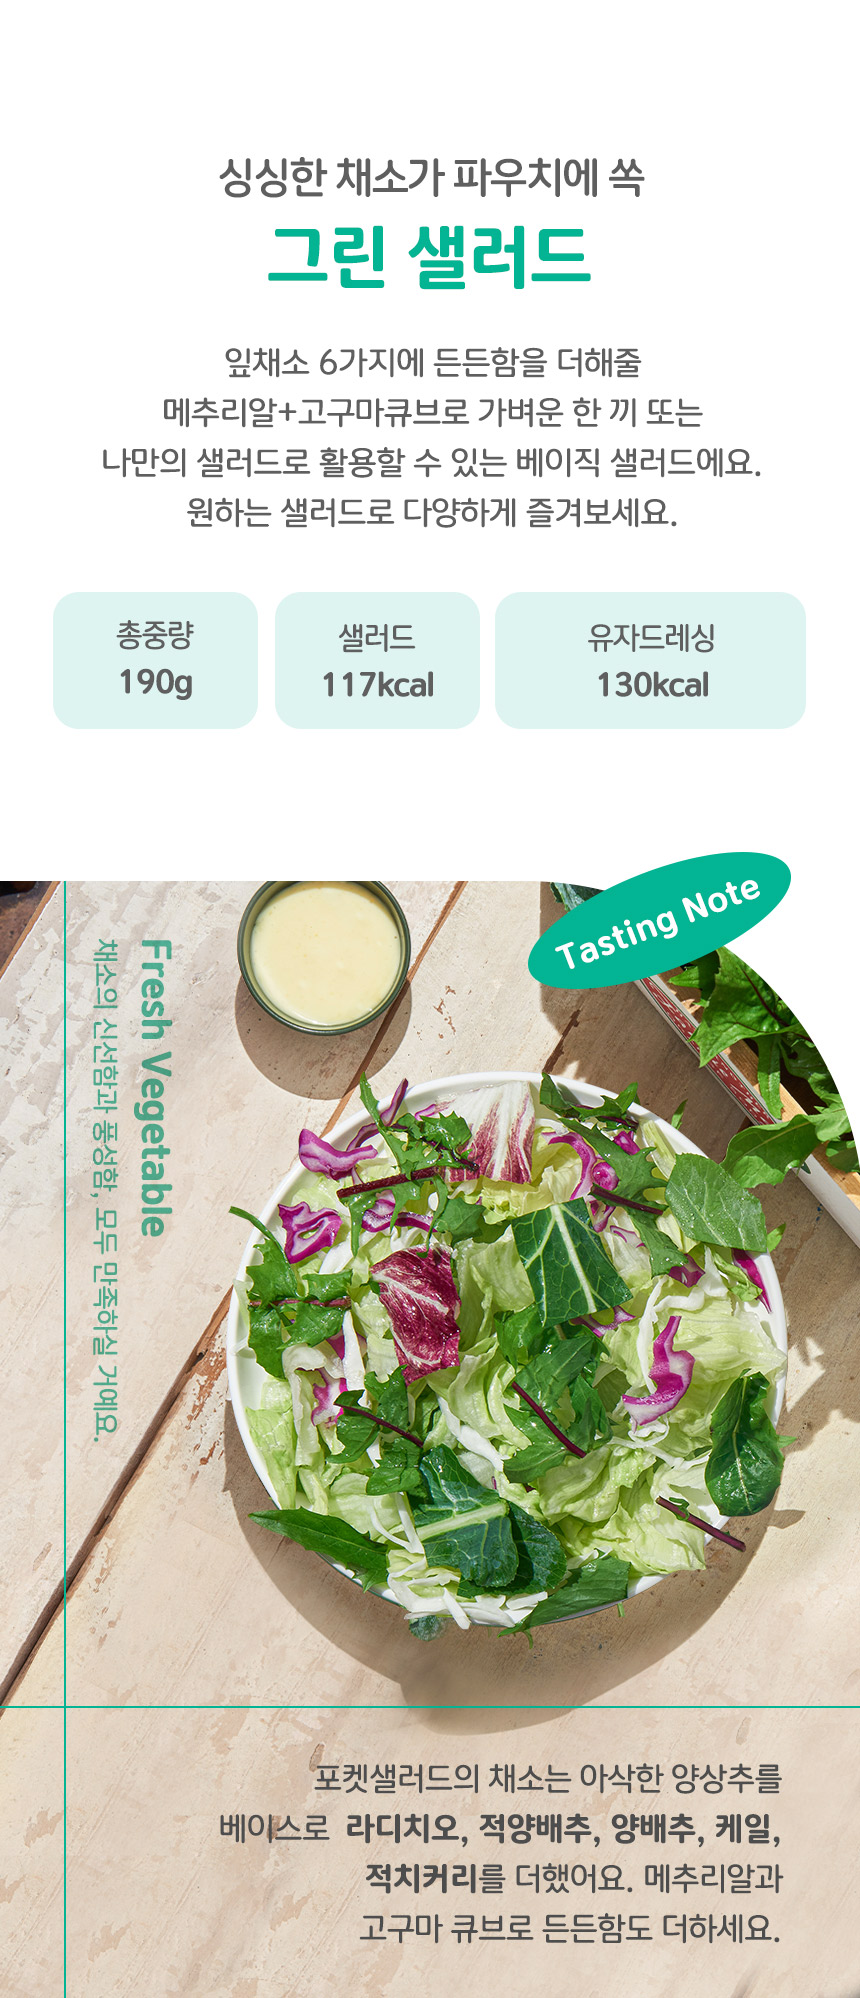 싱싱한 채소가 파우치에 쏙
그린 샐러드
잎채소 6가지에 든든함을 더해줄
메추리알+고구마큐브로 가벼운 한 끼 또는
나만의 샐러드로 활용할 수 있는 베이직 샐러드에요.
원하는 샐러드로 다양하게 즐겨보세요.
총중량
190g
샐러드
117kcal
유자드레싱
130kcal
Tasting Note
Fresh Vegetable
채소의 신선함과 풍성함, 모두 만족하실 거예요.
포켓샐러드의 채소는 아삭한 양상추를
베이스로 라디치오, 적양배추, 양배추, 케일,
적치커리를 더했어요. 메추리알과
고구마 큐브로 든든함도 더하세요.